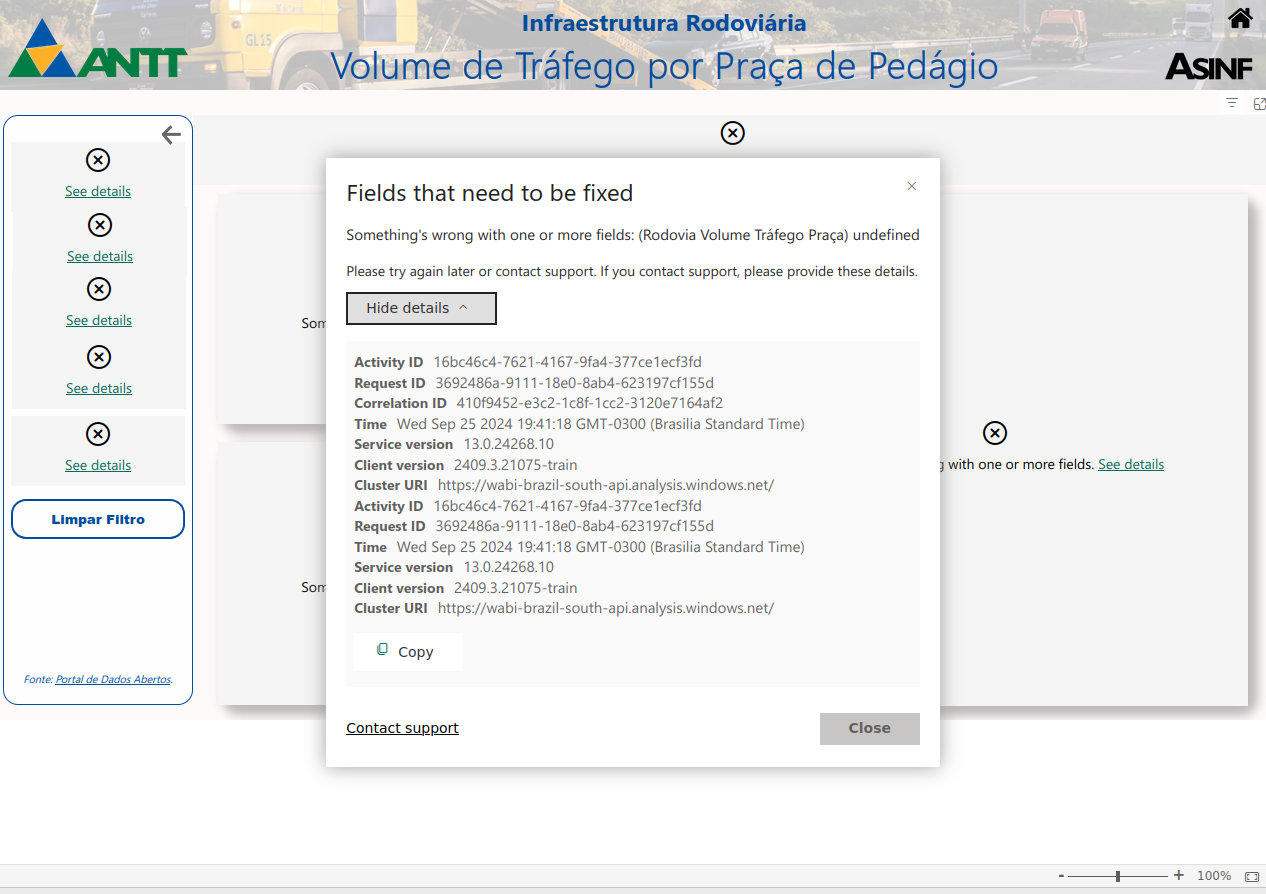 Infraestrutura Rodoviária
GL15
ANTT
Volume de Tráfego por Praça de Pedágio
ASINF
See details
See details
See details
See details
See details
Limpar Filtro
Fonte: Portal de Dados Abertos.
Fields that need to be fixed
Something's wrong with one or more fields: (Rodovia Volume Tráfego Praça) undefined
Please try again later or contact support. If you contact support, please provide these details.
Hide details
Som
Activity ID 16bc46c4-7621-4167-9fa4-377ce1ecf3fd
Request ID 3692486a-9111-18e0-8ab4-623197cf155d
Correlation ID 410f9452-e3c2-1c8f-1cc2-3120e7164af2
Time Wed Sep 25 2024 19:41:18 GMT-0300 (Brasilia Standard Time)
Service version 13.0.24268.10
Client version 2409.3.21075-train
Cluster URI https://wabi-brazil-south-api.analysis.windows.net/
Activity ID 16bc46c4-7621-4167-9fa4-377ce1ecf3fd
Request ID 3692486a-9111-18e0-8ab4-623197cf155d
Time Wed Sep 25 2024 19:41:18 GMT-0300 (Brasilia Standard Time)
Service version 13.0.24268.10
Client version 2409.3.21075-train
Cluster URI https://wabi-brazil-south-api.analysis.windows.net/
Som
Copy
Contact support
Close
g with one or more fields. See details
- + 100%